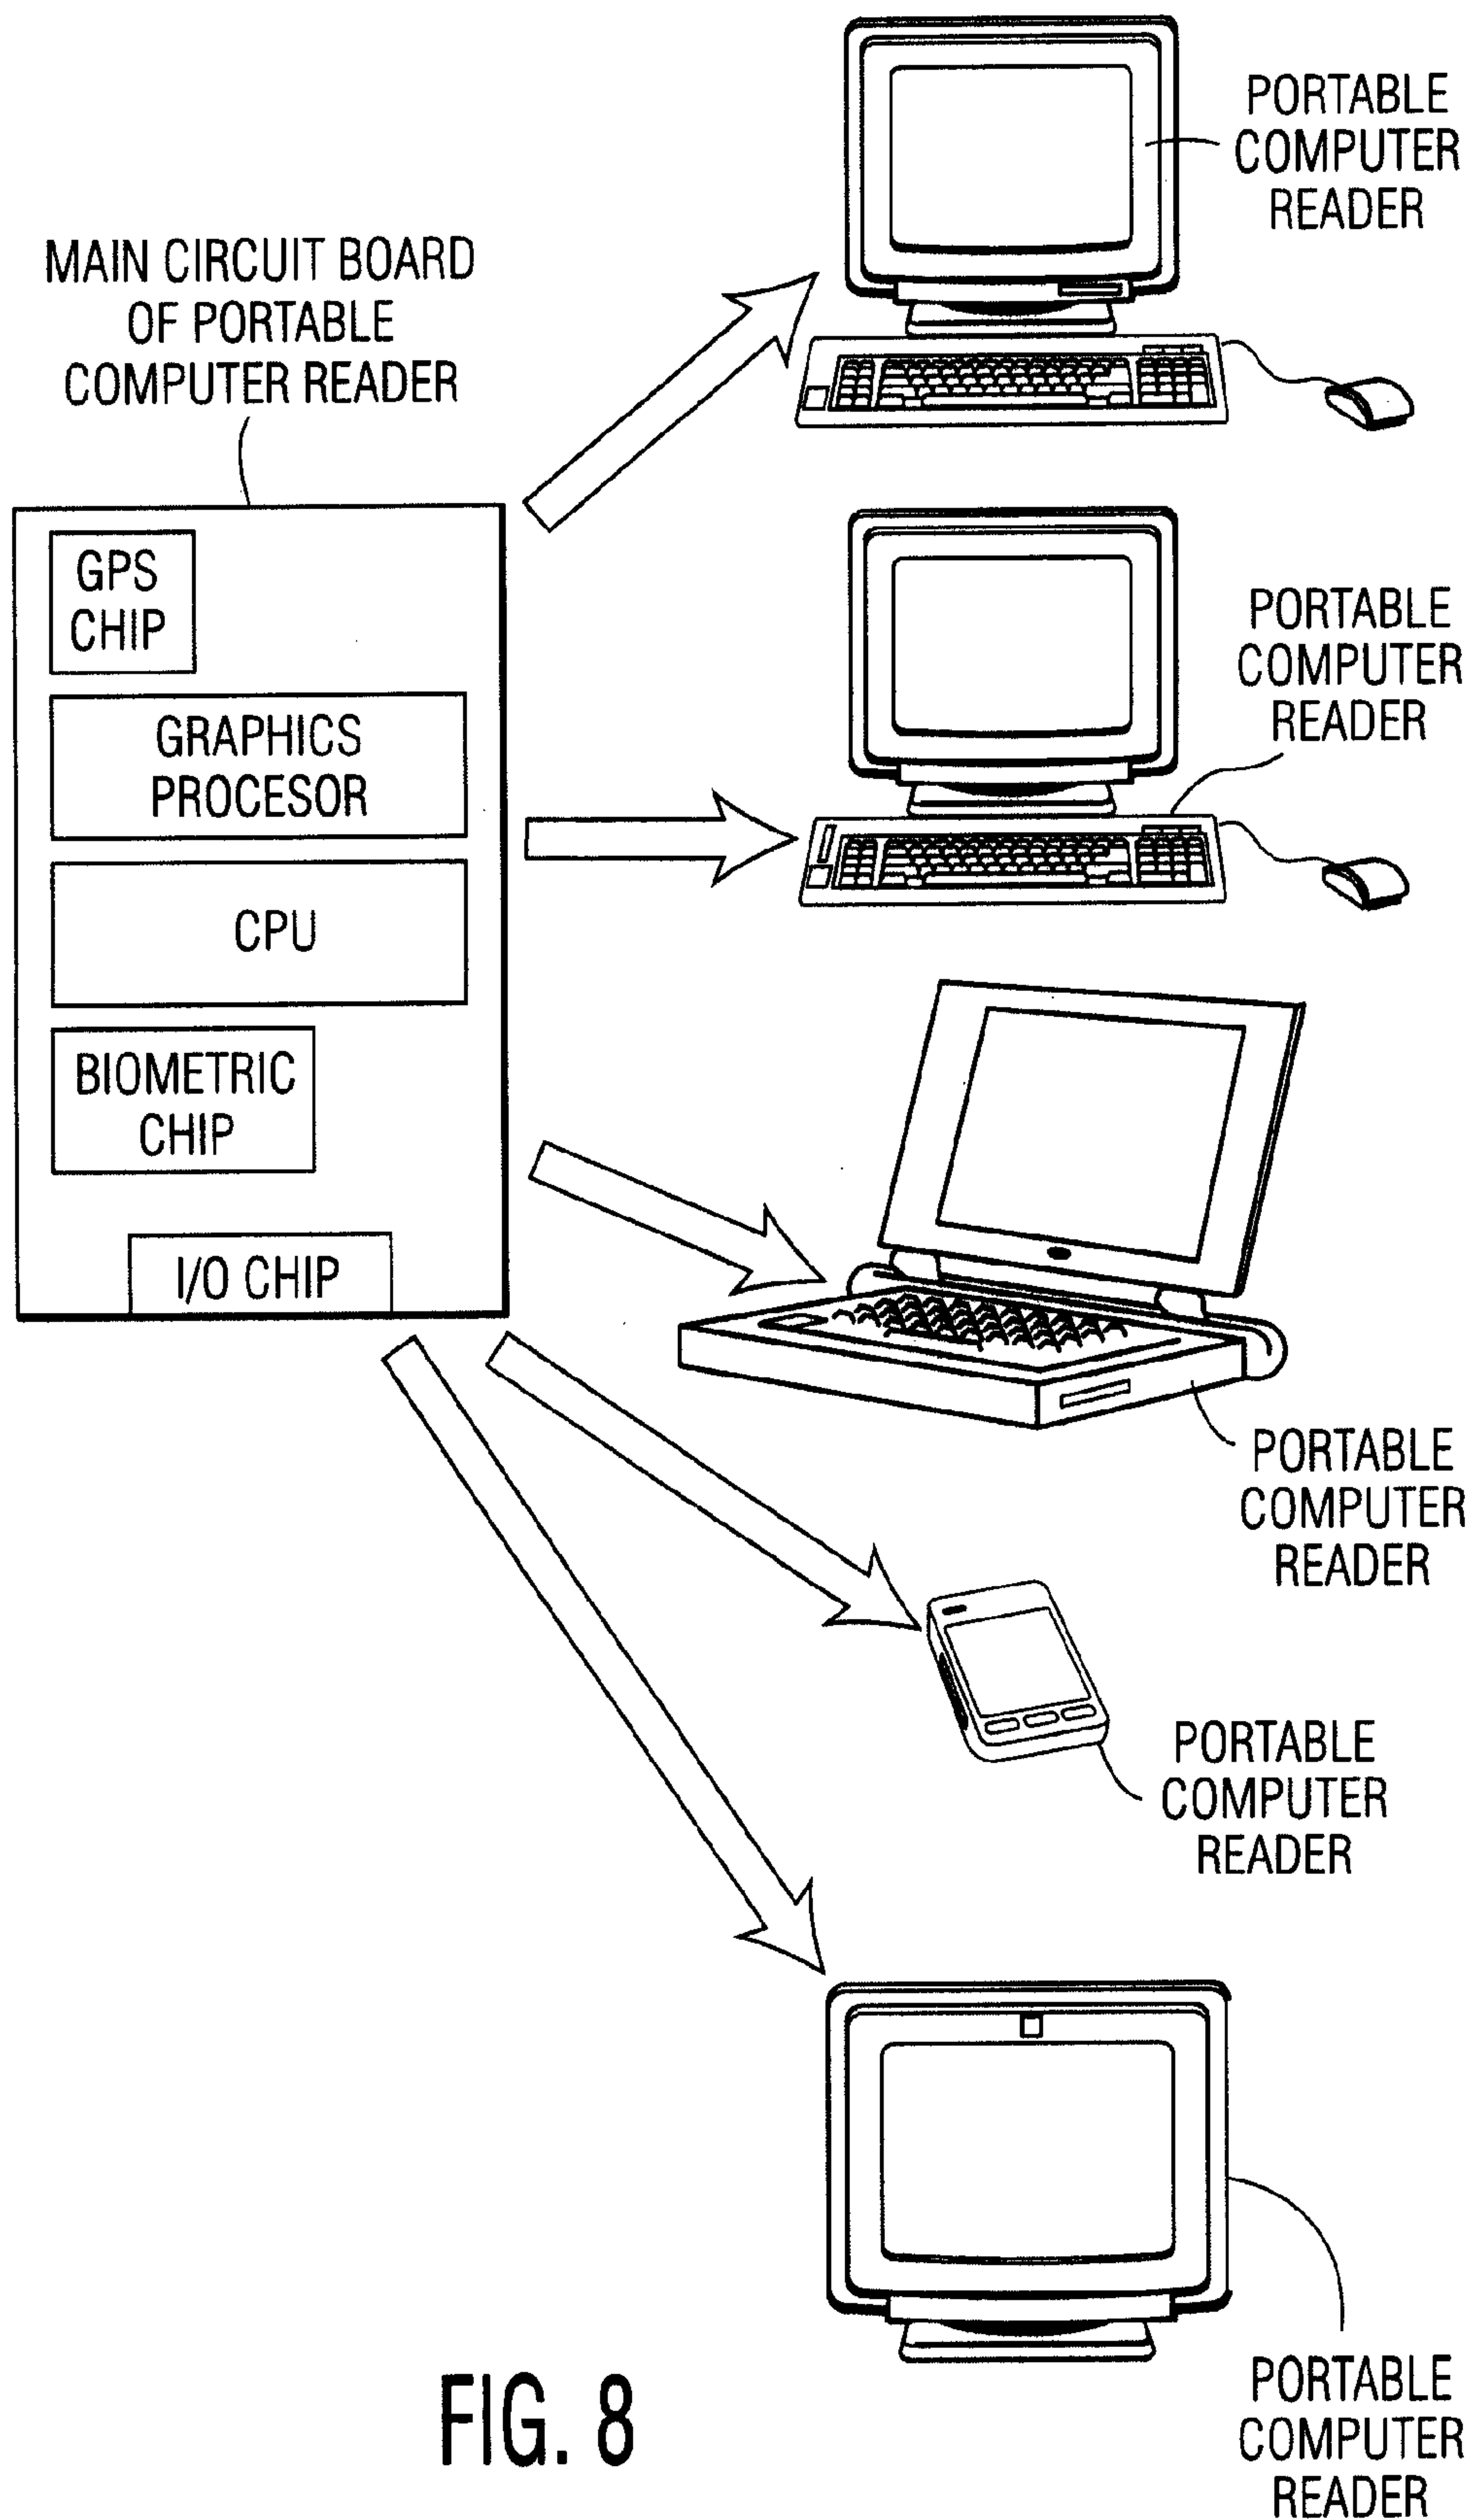 PORTABLE
COMPUTER
READER
MAIN CIRCUIT BOARD
OF PORTABLE
COMPUTER READER
GPS
CHIP
GRAPHICS
PROCESOR
CPU
BIOMETRIC
CHIP
I/O CHIP
PORTABLE
COMPUTER
READER
PORTABLE
COMPUTER
READER
PORTABLE
COMPUTER
READER
PORTABLE
COMPUTER
READER
FIG. 8